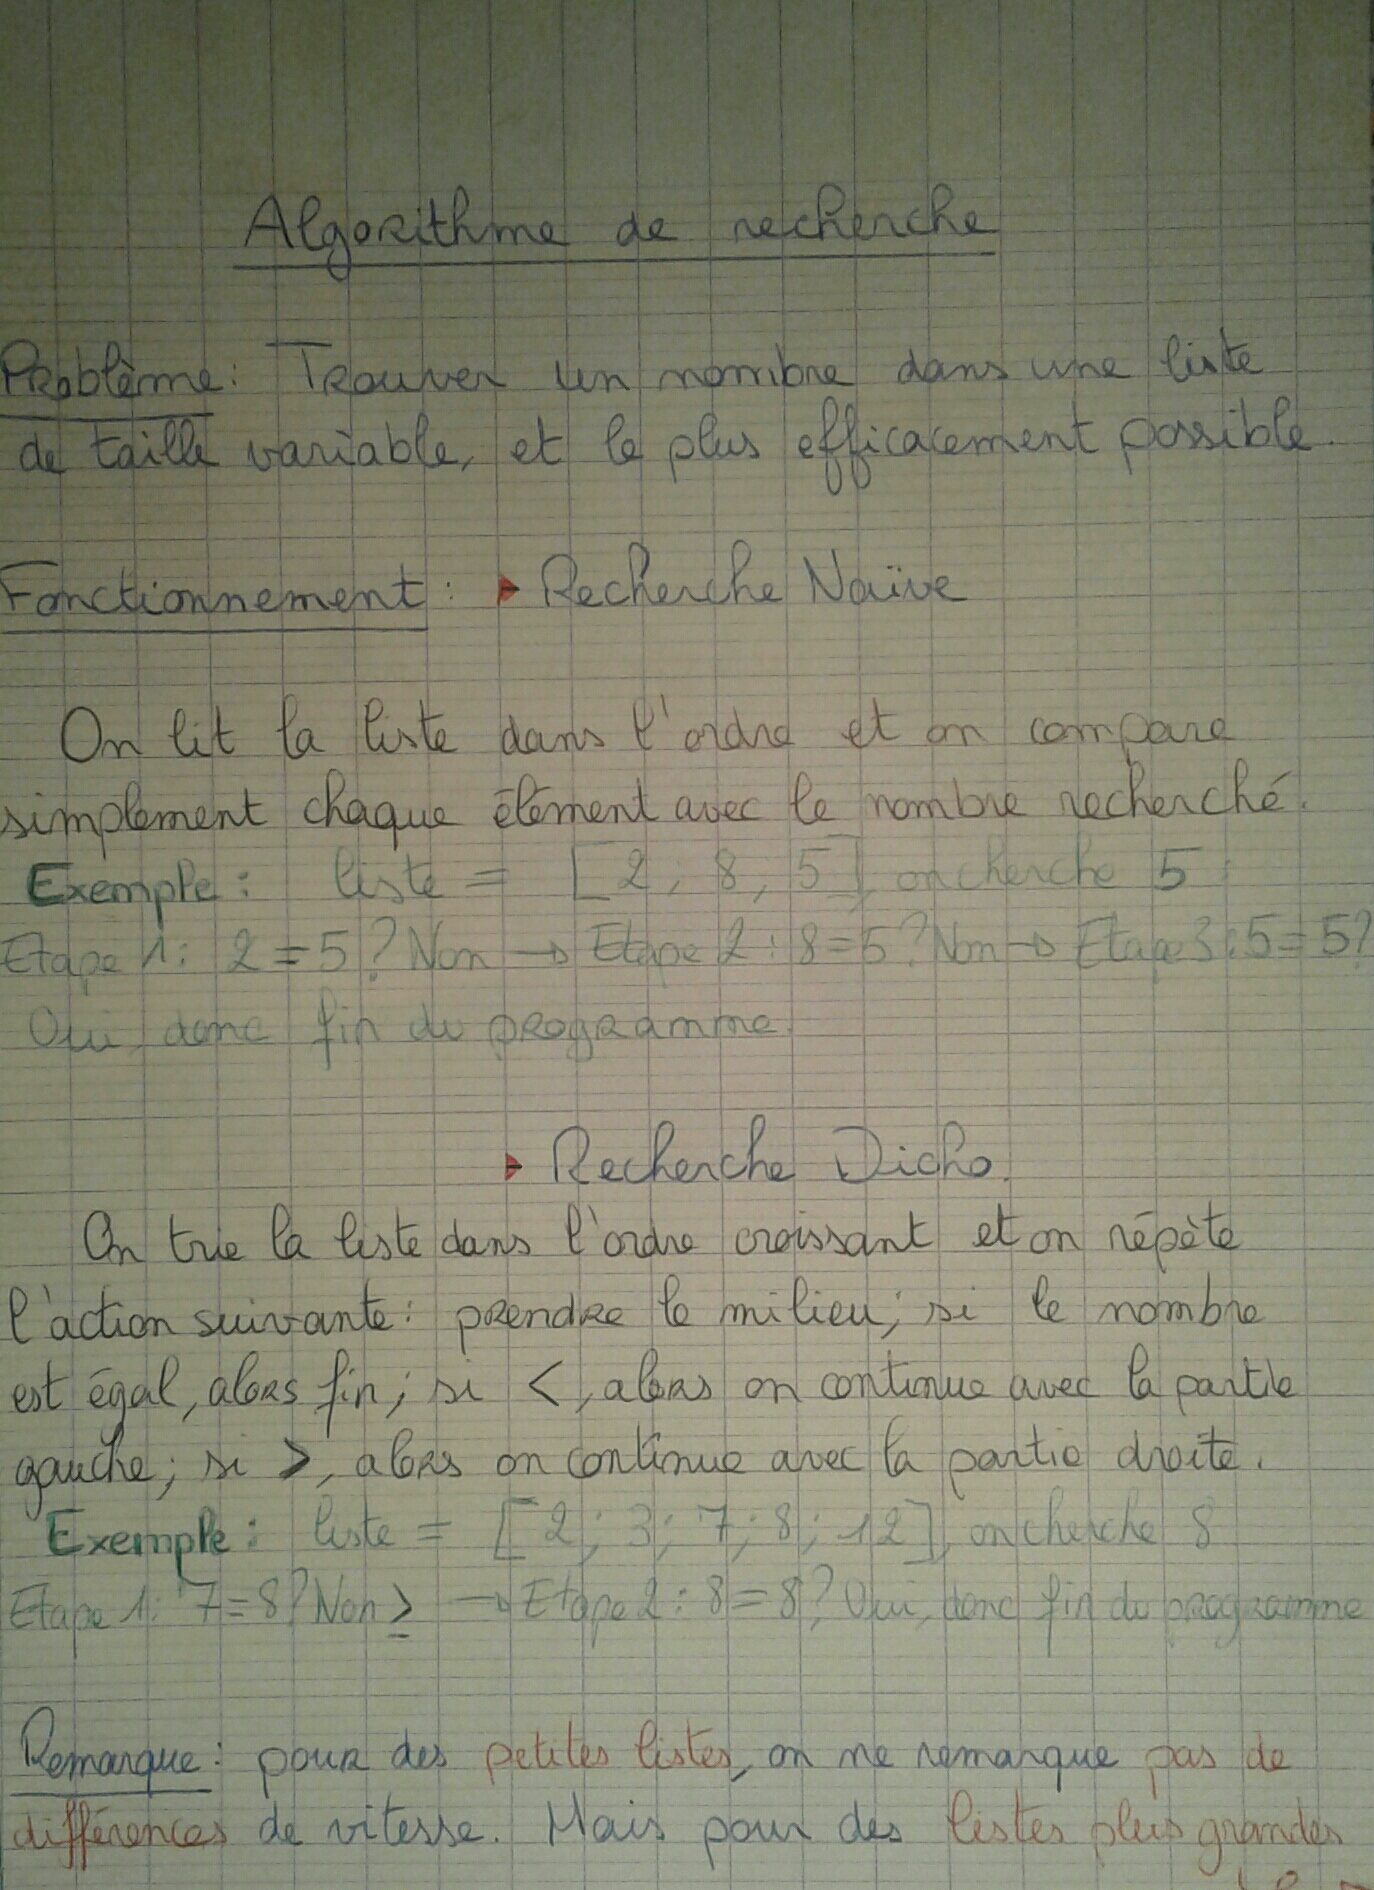 Algorithme de recherche
Problème : Trouver un nombre dans une liste
de taille variable, et le plus efficacement possible.
Fonctionnement : ▸ Recherche Naïve
On lit la liste dans l'ordre et on compare
simplement chaque élément avec le nombre recherché.
Exemple : liste = [2 ; 8 ; 5], on cherche 5 :
Etape 1 : 2 = 5 ? Non → Etape 2 : 8 = 5 ? Non → Etape 3 : 5 = 5 ?
Oui, donc fin du programme.
▸ Recherche Dicho.
On trie la liste dans l'ordre croissant et on répète
l'action suivante : prendre le milieu ; si le nombre
est égal, alors fin ; si <, alors on continue avec la partie
gauche ; si >, alors on continue avec la partie droite.
Exemple : liste = [2 ; 3 ; 7 ; 8 ; 12], on cherche 8
Etape 1 : 7 = 8 ? Non > → Etape 2 : 8 = 8 ? Oui, donc fin du programme
Remarque : pour des petites listes, on ne remarque pas de
différences de vitesse. Mais pour des listes plus grandes